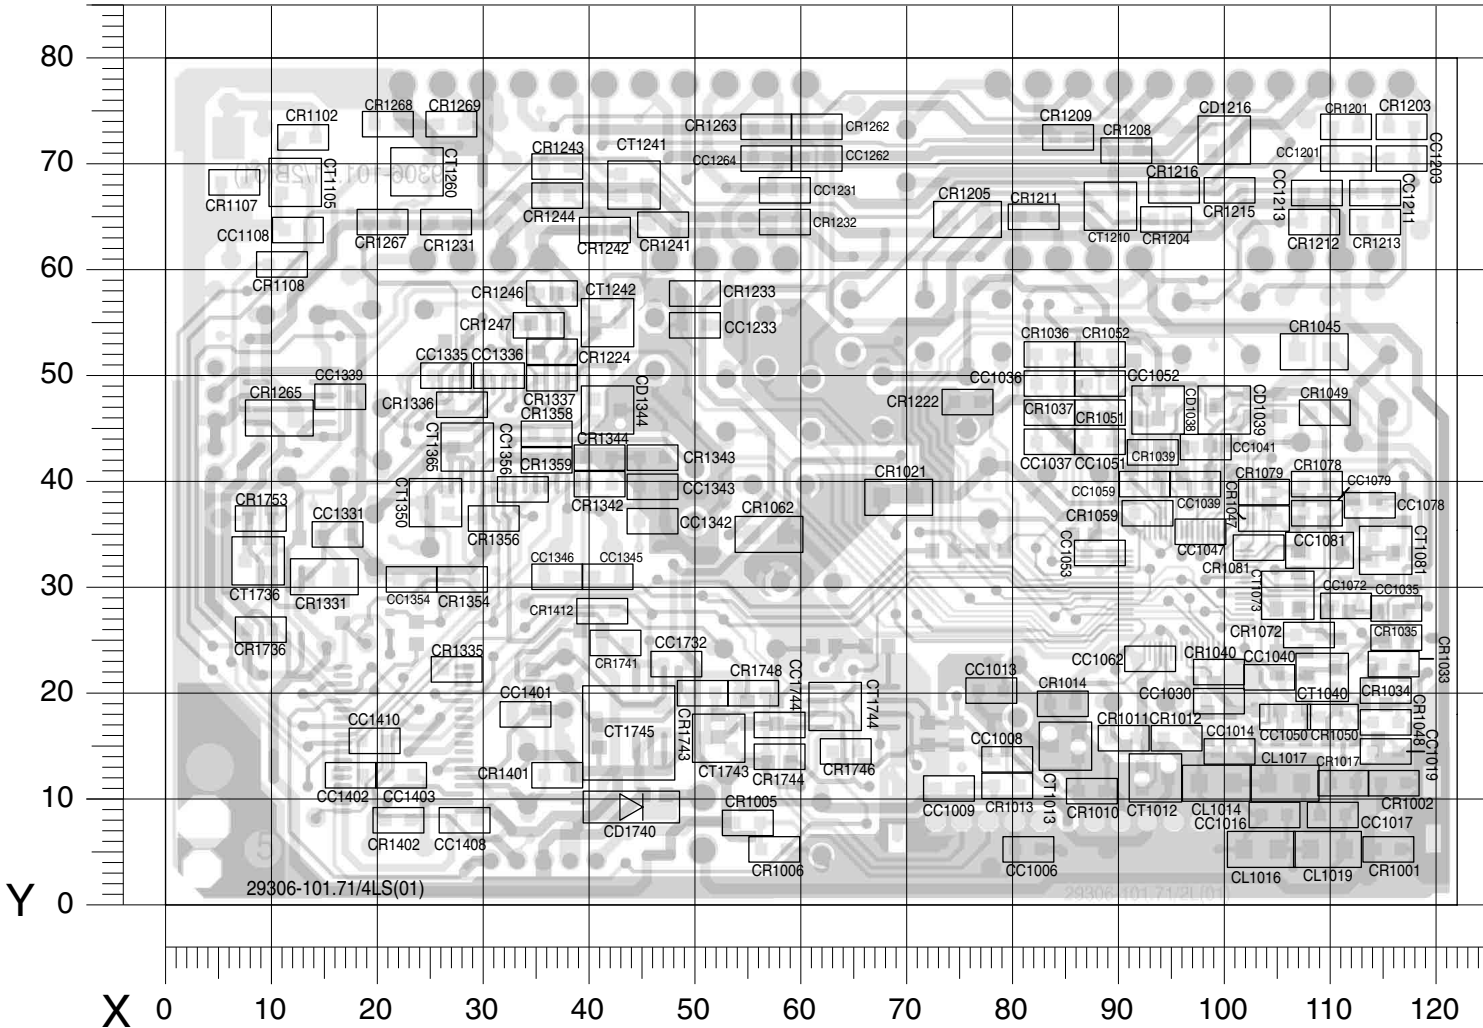 80
CR1102 CR1268 CR1269 CR1263 CR1262 CR1209 CR1208 CD1216 CR1201 CR1203
70
CR1243 CT1241 CC1264 CC1262 CC1201 CC1203
CR1107 CT1105 CT1260 CR1244 CC1231 CR1205 CR1211 CR1216 CR1215 CC1213 CC1211
CC1108 CR1267 CR1231 CR1242 CR1241 CR1232 CT1210 CR1204 CR1212 CR1213
60
CR1108 CR1246 CT1242 CR1233
CR1247 CC1233 CR1036 CR1052 CR1045
CC1335 CC1336 CR1224
50
CC1339 CC1036 CC1052
CR1265 CR1336 CR1337 CD1344 CR1222 CR1037 CR1051 CD1038 CD1039 CR1049
CR1358
CT1365 CC1356 CR1359 CR1344 CR1343 CC1037 CC1051 CR1039 CC1041
40
CR1753 CT1350 CR1342 CC1343 CR1021 CC1059 CC1039 CR1079 CR1078 CC1079 CC1078
CC1331 CR1356 CC1342 CR1062 CR1059 CC1047 CR1047 CC1081 CT1081
CC1346 CC1345 CC1053 CR1081
30
CT1736 CR1331 CC1354 CR1354 CT1073 CC1072 CC1035
CR1412
CR1736 CR1335 CR1741 CC1732 CC1062 CR1072 CR1035 CR1033
CR1748 CC1744 CT1744 CC1013 CR1014 CR1040 CC1040
20
CC1401 CC1030 CT1040 CR1034
CC1410 CT1745 CR1743 CT1743 CR1744 CR1746 CC1008 CR1011 CR1012 CC1014 CC1050 CR1050 CR1048 CC1019
CC1402 CC1403 CR1401 CC1009 CR1013 CT1013 CR1010 CT1012 CL1014 CL1017 CR1017 CR1002
10
CR1402 CC1408 CD1740 CR1005 CC1016 CC1017
CR1006 CC1006 CL1016 CL1019 CR1001
29306-101.71/4LS(01) 29306-101.71/2L(01)
Y 0
X 0 10 20 30 40 50 60 70 80 90 100 110 120